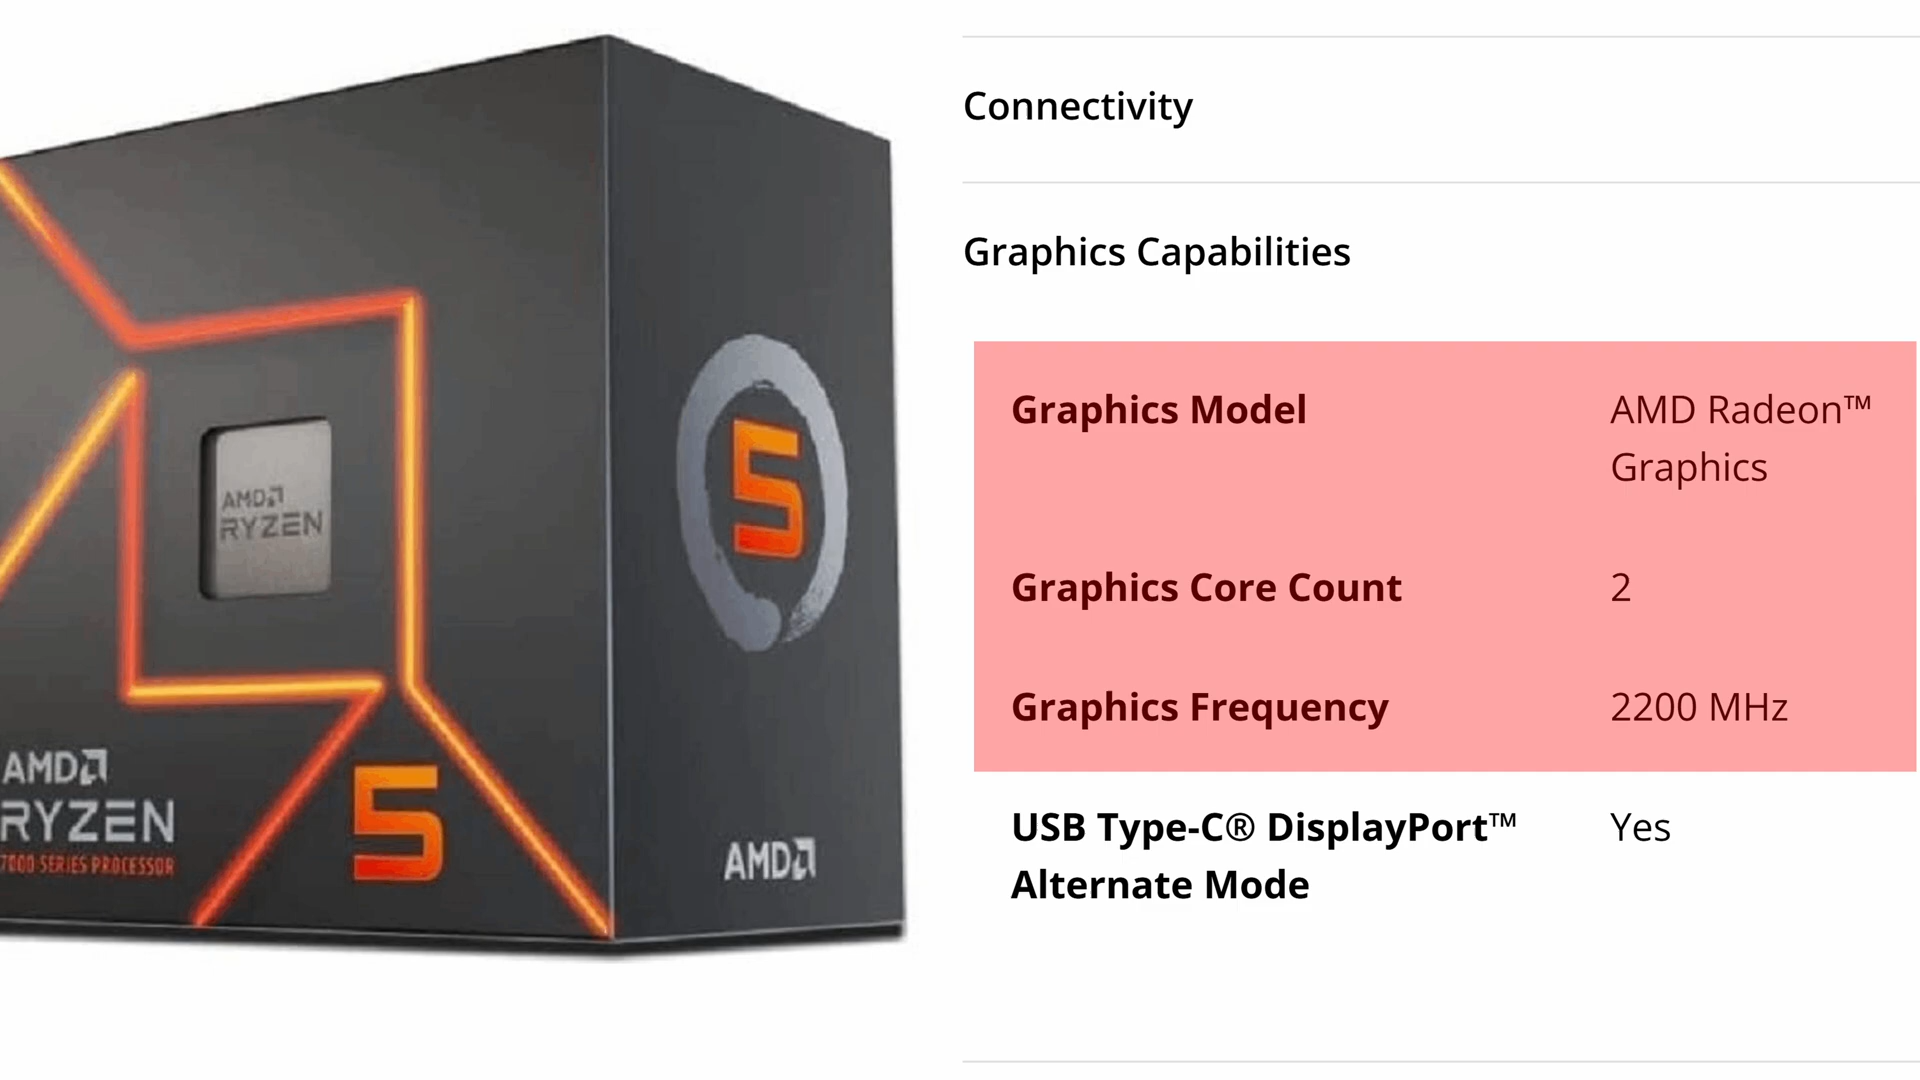 AMD
RYZEN
5
AMD
RYZEN
7000 SERIES PROCESSOR
5
AMD
Connectivity
Graphics Capabilities
Graphics Model
AMD Radeon™
Graphics
Graphics Core Count
2
Graphics Frequency
2200 MHz
USB Type-C® DisplayPort™
Alternate Mode
Yes